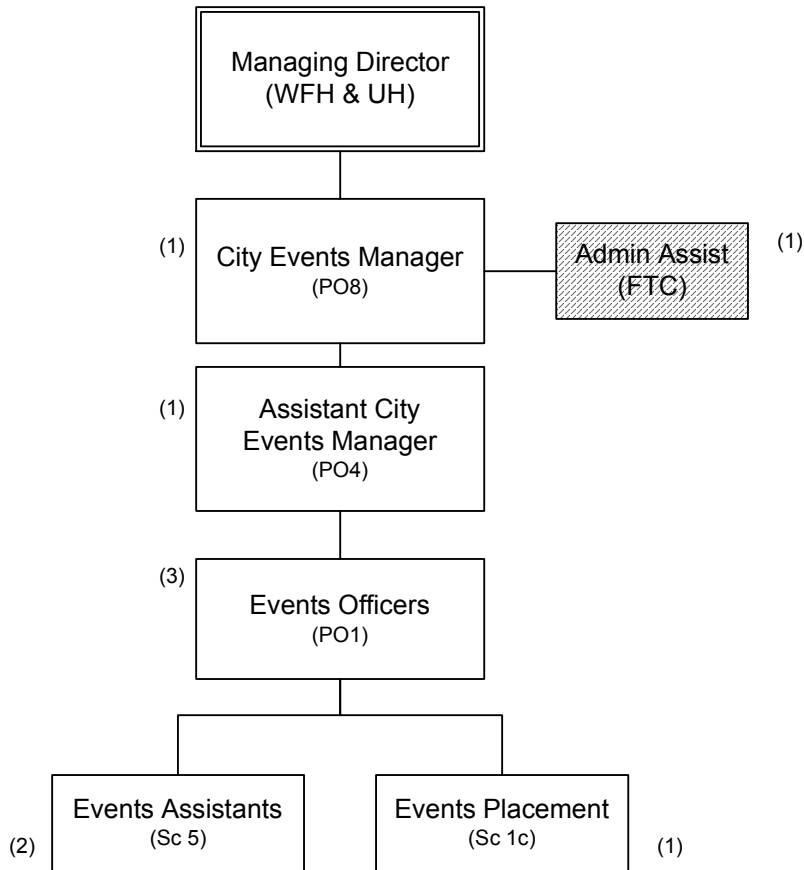 Managing Director
(WFH & UH)
(1)
City Events Manager
(PO8)
Admin Assist
(FTC)
(1)
(1)
Assistant City
Events Manager
(PO4)
(3)
Events Officers
(PO1)
Events Assistants
(Sc 5)
(2)
Events Placement
(Sc 1c)
(1)